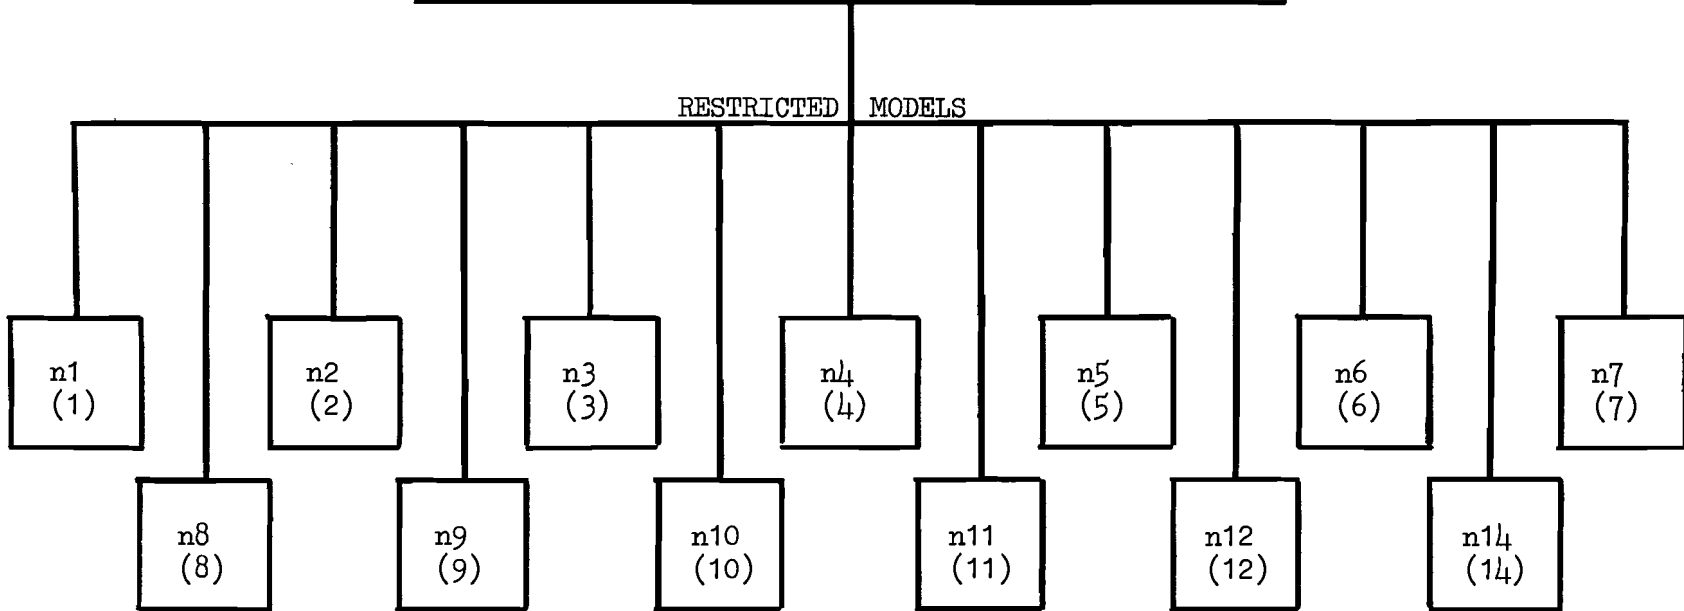 RESTRICTED MODELS
n1
(1)
n2
(2)
n3
(3)
n4
(4)
n5
(5)
n6
(6)
n7
(7)
n8
(8)
n9
(9)
n10
(10)
n11
(11)
n12
(12)
n14
(14)